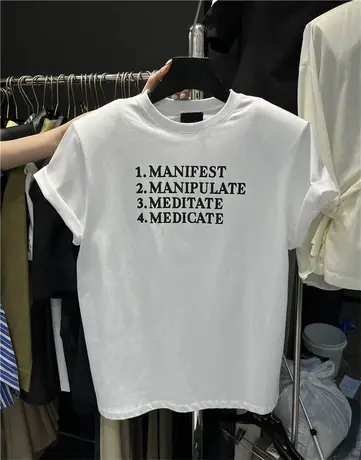 1. MANIFEST
2. MANIPULATE
3. MEDITATE
4. MEDICATE